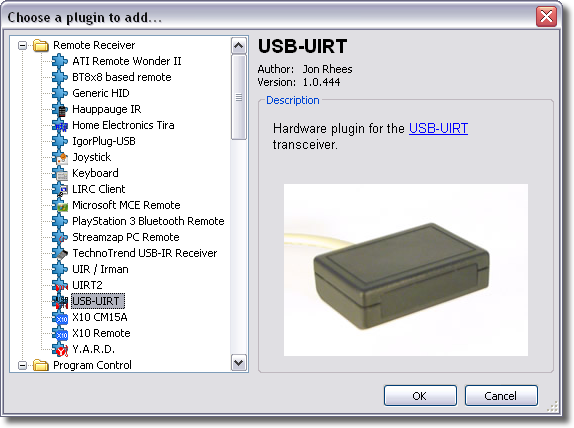 Choose a plugin to add...
Remote Receiver
ATI Remote Wonder II
BT8x8 based remote
Generic HID
Hauppauge IR
Home Electronics Tira
IgorPlug-USB
Joystick
Keyboard
LIRC Client
Microsoft MCE Remote
PlayStation 3 Bluetooth Remote
Streamzap PC Remote
TechnoTrend USB-IR Receiver
UIR / Irman
UIRT2
USB-UIRT
X10 X10 CM15A
X10 X10 Remote
Y.A.R.D.
Program Control
USB-UIRT
Author: Jon Rhees
Version: 1.0.444
Description
Hardware plugin for the USB-UIRT
transceiver.
OK Cancel